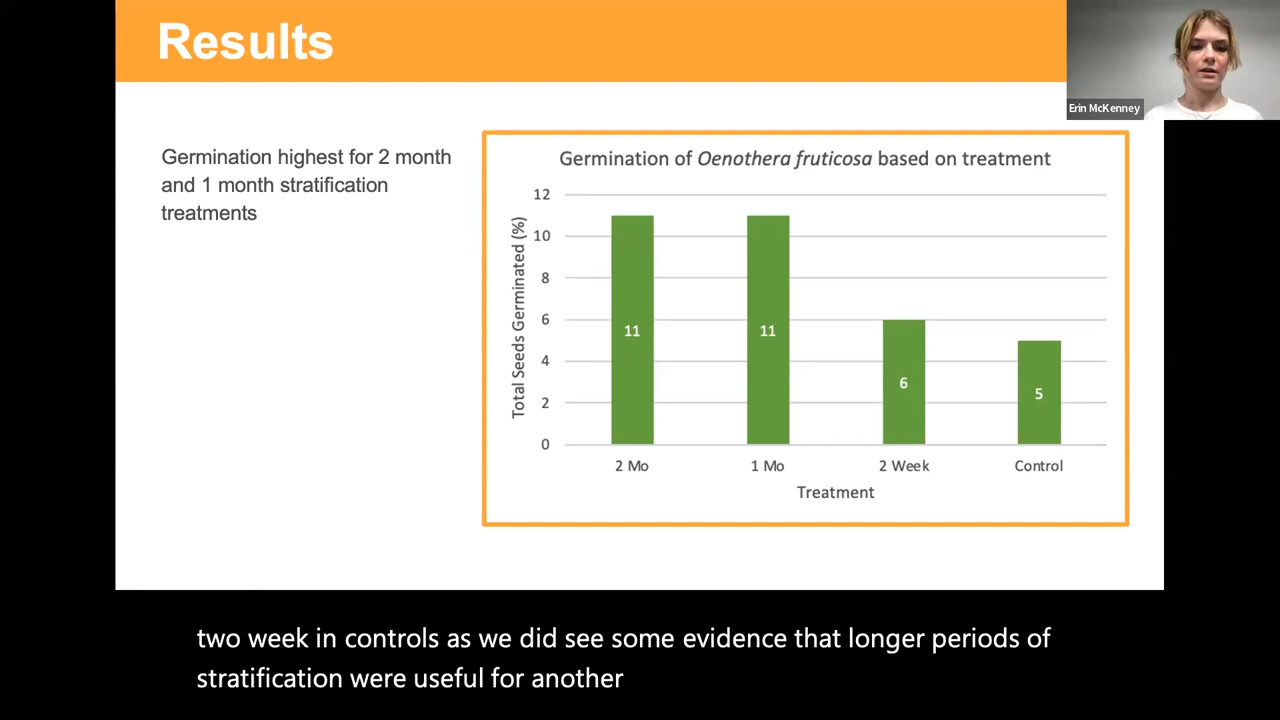 Results
Erin McKenney
Germination highest for 2 month
and 1 month stratification
treatments
Germination of Oenothera fruticosa based on treatment
Total Seeds Germinated (%)
12
10
8
6
4
2
0
11
11
6
5
2 Mo
1 Mo
2 Week
Control
Treatment
two week in controls as we did see some evidence that longer periods of
stratification were useful for another